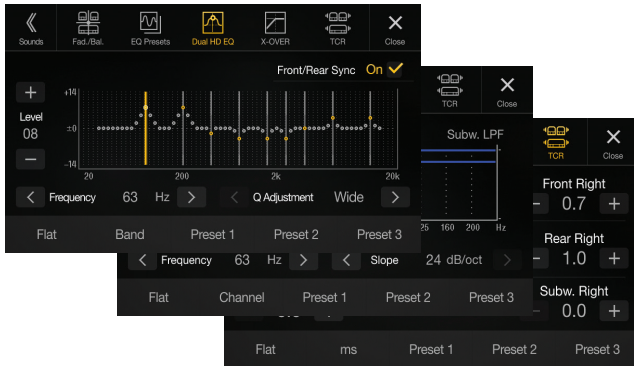 Sounds Fad./Bal. EQ Presets Dual HD EQ X-OVER TCR Close
Front/Rear Sync On
Level
08
+14
±0
-14
20 200 2k 20k
Frequency 63 Hz Q Adjustment Wide
Flat Band Preset 1 Preset 2 Preset 3
TCR Close
Subw. LPF
25 160 200 Hz
Frequency 63 Hz Slope 24 dB/oct
Flat Channel Preset 1 Preset 2 Preset 3
TCR Close
Front Right
0.7 +
Rear Right
- 1.0 +
Subw. Right
- 0.0 +
Flat ms Preset 1 Preset 2 Preset 3